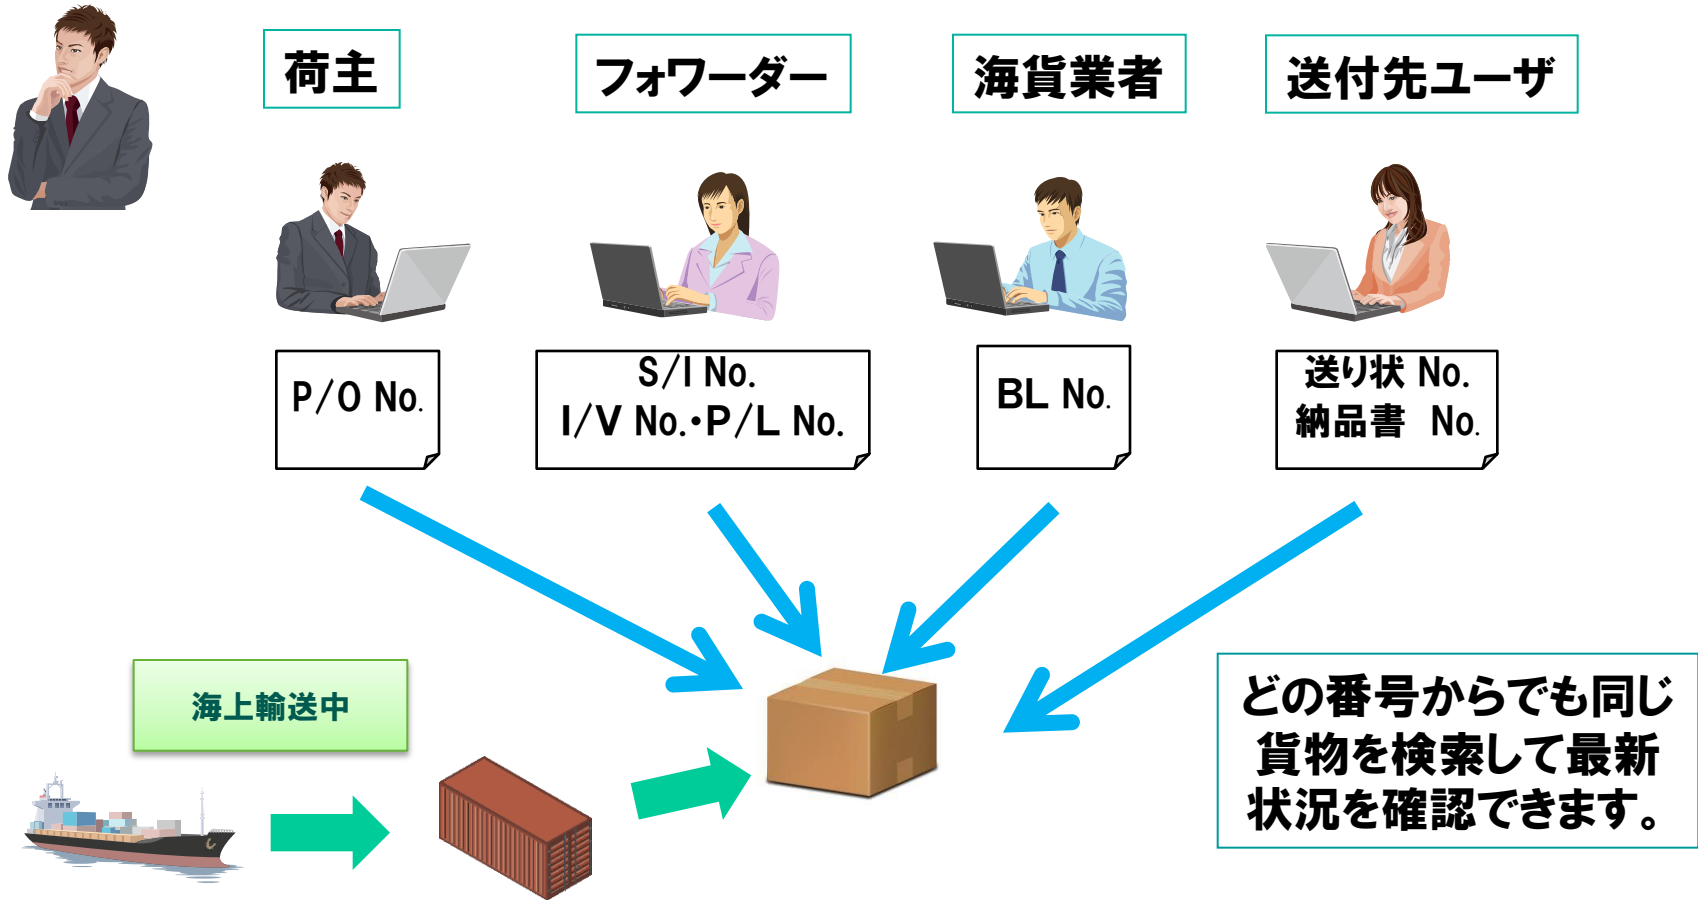 荷主
フォワーダー
海貨業者
送付先ユーザ
P/O No.
S/I No.
I/V No.・P/L No.
BL No.
送り状 No.
納品書 No.
海上輸送中
どの番号からでも同じ
貨物を検索して最新
状況を確認できます。